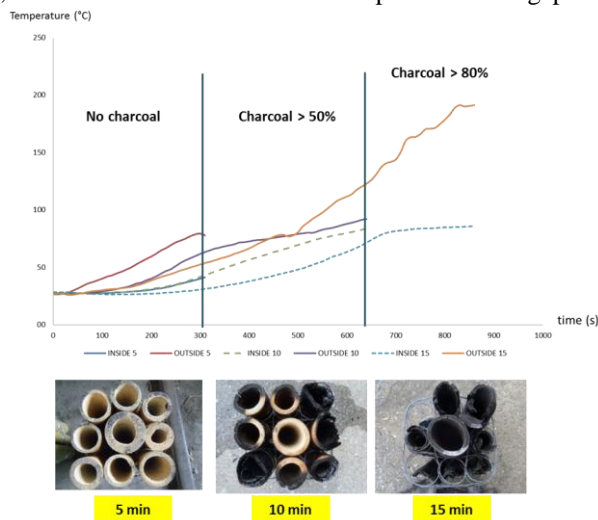 Temperature (°C)
250
200
150
100
50
00
No charcoal
Charcoal > 50%
Charcoal > 80%
0 100 200 300 400 500 600 700 800 900 1000
time (s)
INSIDE 5 OUTSIDE 5 INSIDE 10 OUTSIDE 10 INSIDE 15 OUTSIDE 15
5 min 10 min 15 min